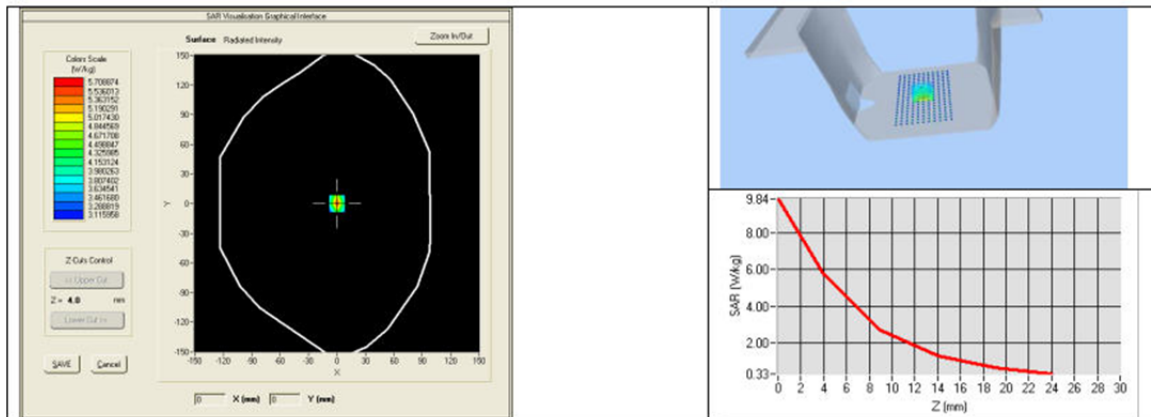 SAR Visualisation Graphical Interface
Surface Radiated Intensity
Zoom In/Out
Colors Scale
(W/kg)
5.708874
5.536013
5.363152
5.190291
5.017430
4.844569
4.671708
4.498847
4.325985
4.153124
3.980263
3.807402
3.634541
3.461680
3.288819
3.115958
Z-Cuts Control
<< Upper Cut
Z = 4.0 mm
Lower Cut >>
SAVE Cancel
Y
150
120
90
60
30
0
-30
-60
-90
-120
-150
-150 -120 -90 -60 -30 0 30 60 90 120 150
X
0 X (mm) 0 Y (mm)
SAR (W/kg)
9.84
8.00
6.00
4.00
2.00
0.33
0 2 4 6 8 10 12 14 16 18 20 22 24 26 28 30
Z (mm)